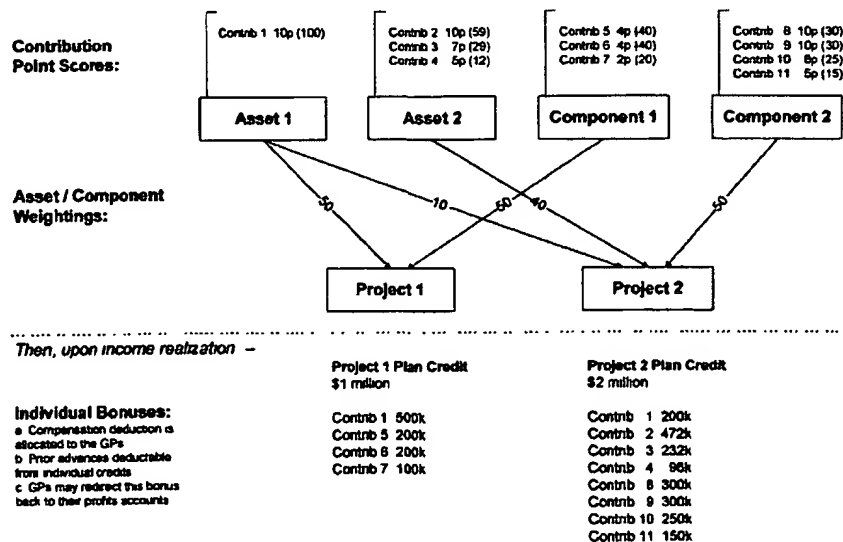 Contribution
Point Scores:
Contrib 1 10p (100)
Contrib 2 10p (59)
Contrib 3 7p (29)
Contrib 4 5p (12)
Contrib 5 4p (40)
Contrib 6 4p (40)
Contrib 7 2p (20)
Contrib 8 10p (30)
Contrib 9 10p (30)
Contrib 10 8p (25)
Contrib 11 5p (15)
Asset 1
Asset 2
Component 1
Component 2
Asset / Component
Weightings:
50
10
50
40
50
Project 1
Project 2
Then, upon income realization –
Project 1 Plan Credit
$1 million
Contrib 1 500k
Contrib 5 200k
Contrib 6 200k
Contrib 7 100k
Project 2 Plan Credit
$2 million
Contrib 1 200k
Contrib 2 472k
Contrib 3 232k
Contrib 4 96k
Contrib 8 300k
Contrib 9 300k
Contrib 10 250k
Contrib 11 150k
Individual Bonuses:
a Compensation deduction is
allocated to the GPs
b Prior advances deductable
from individual credits
c GPs may redirect this bonus
back to their profits accounts